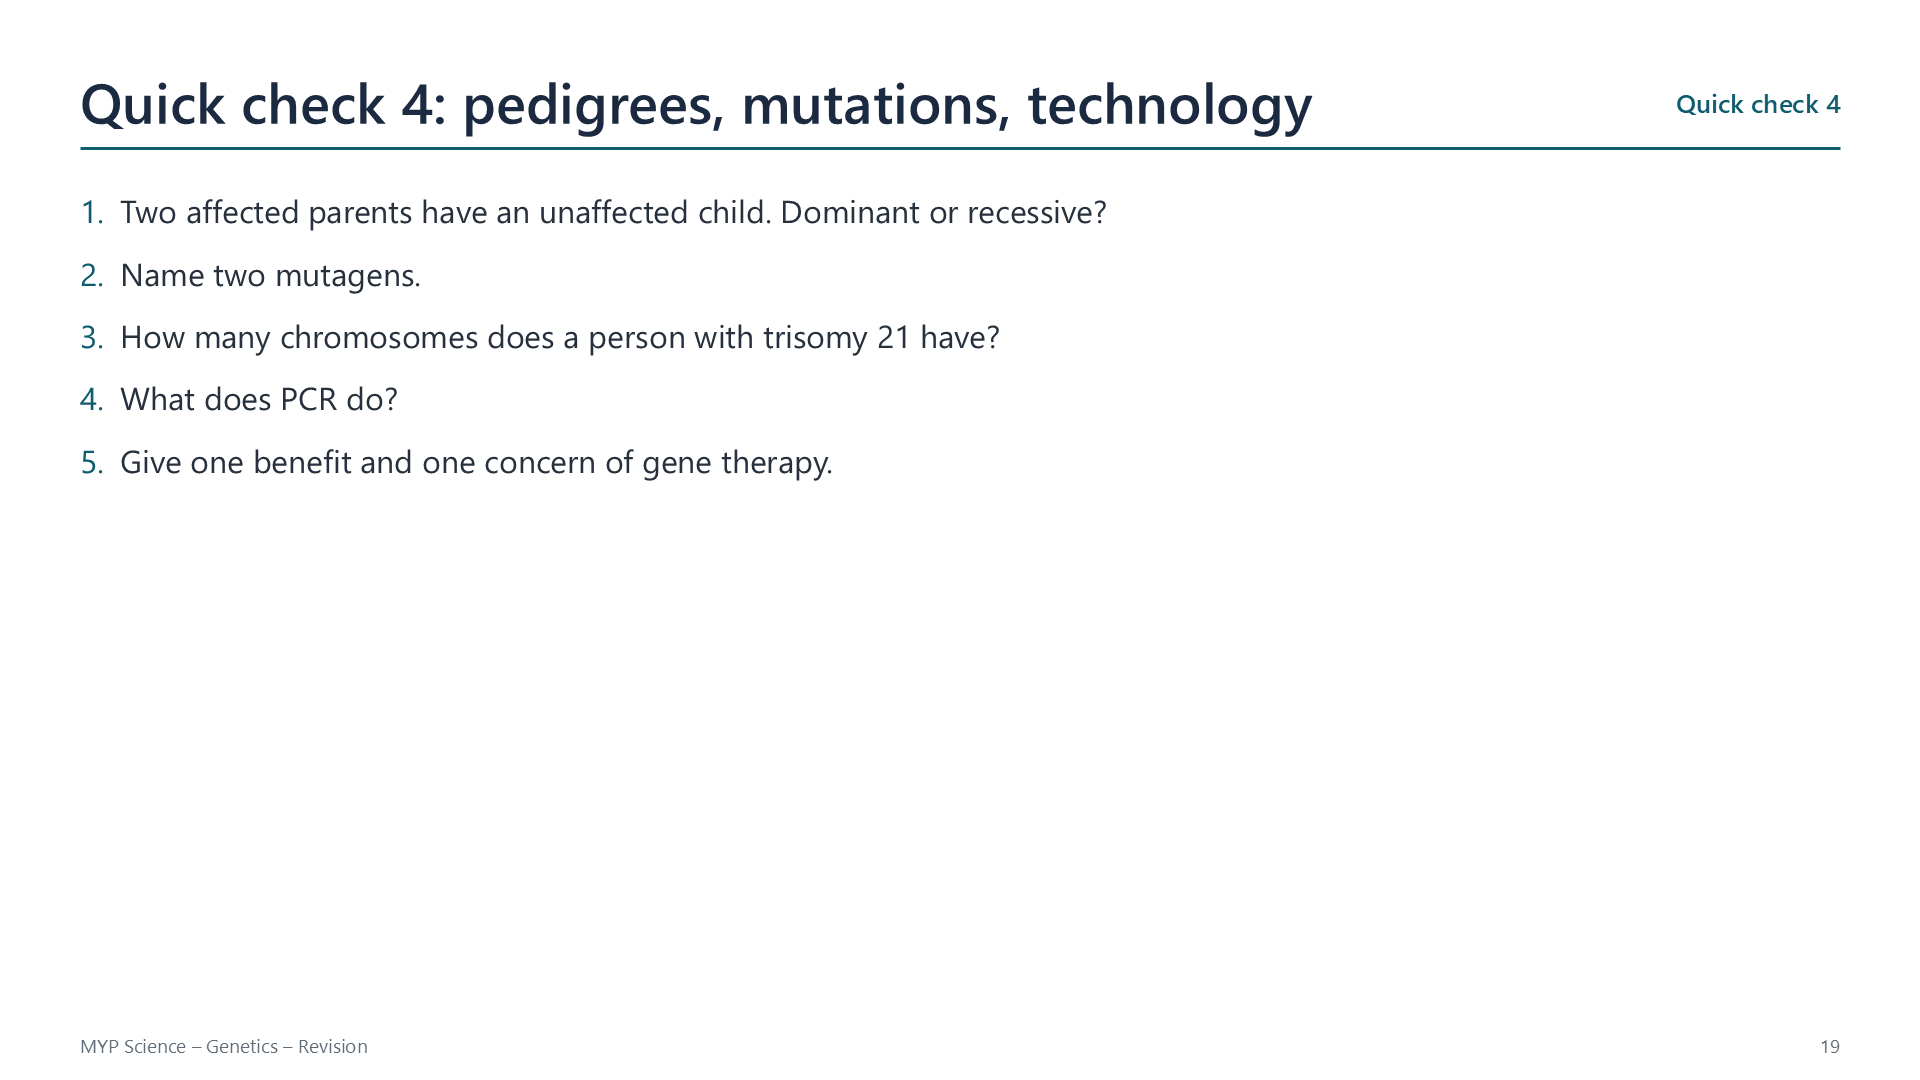 Quick check 4: pedigrees, mutations, technology
Quick check 4
1. Two affected parents have an unaffected child. Dominant or recessive?
2. Name two mutagens.
3. How many chromosomes does a person with trisomy 21 have?
4. What does PCR do?
5. Give one benefit and one concern of gene therapy.
MYP Science – Genetics – Revision
19